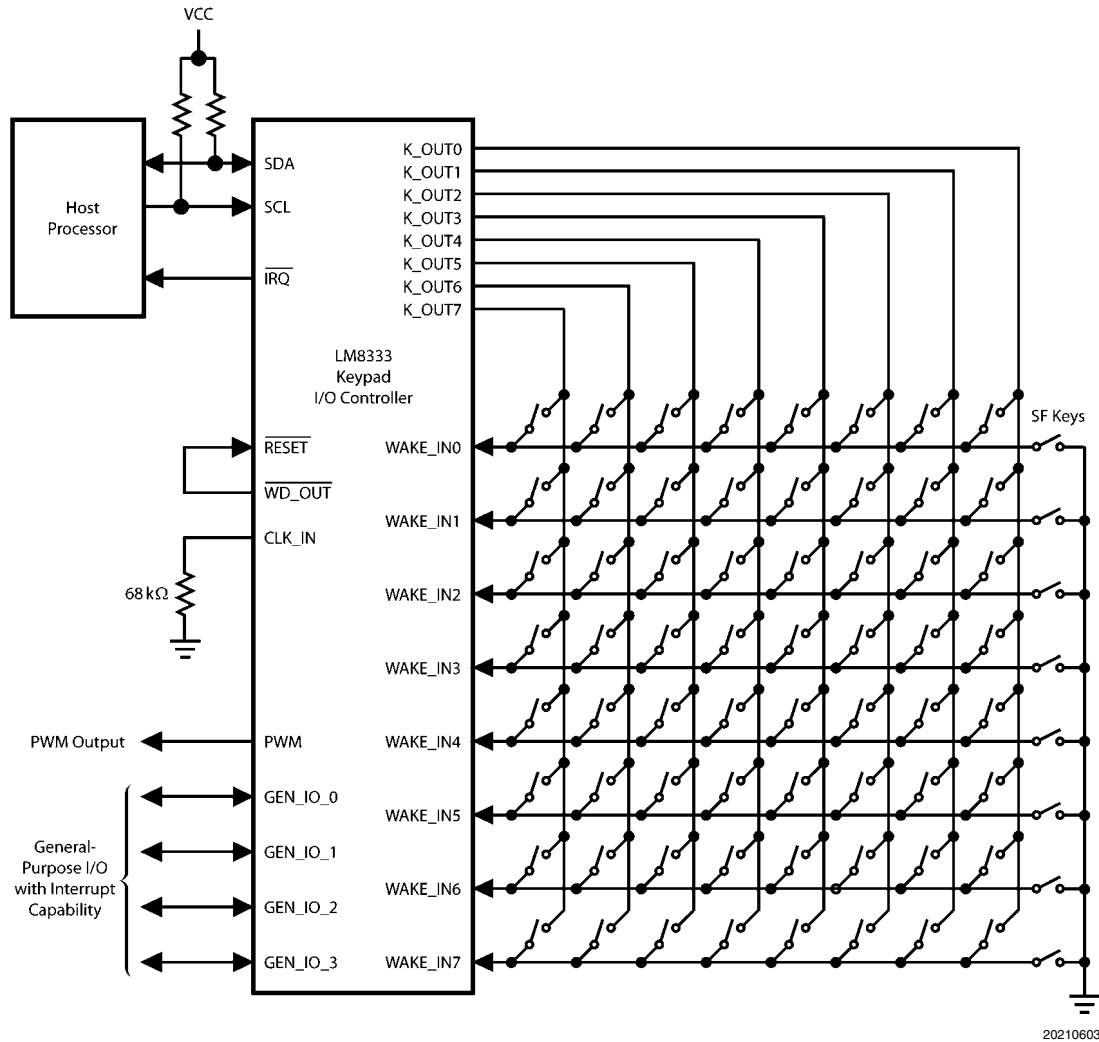 VCC
Host
Processor
SDA
SCL
IRQ
K_OUT0
K_OUT1
K_OUT2
K_OUT3
K_OUT4
K_OUT5
K_OUT6
K_OUT7
LM8333
Keypad
I/O Controller
SF Keys
RESET
WD_OUT
CLK_IN
68 kΩ
WAKE_IN0
WAKE_IN1
WAKE_IN2
WAKE_IN3
WAKE_IN4
WAKE_IN5
WAKE_IN6
WAKE_IN7
PWM Output
PWM
General-
Purpose I/O
with Interrupt
Capability
GEN_IO_0
GEN_IO_1
GEN_IO_2
GEN_IO_3
20210603